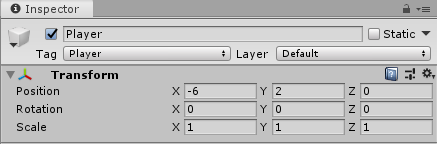 Inspector
Player Static
Tag Player Layer Default
Transform
Position X -6 Y 2 Z 0
Rotation X 0 Y 0 Z 0
Scale X 1 Y 1 Z 1